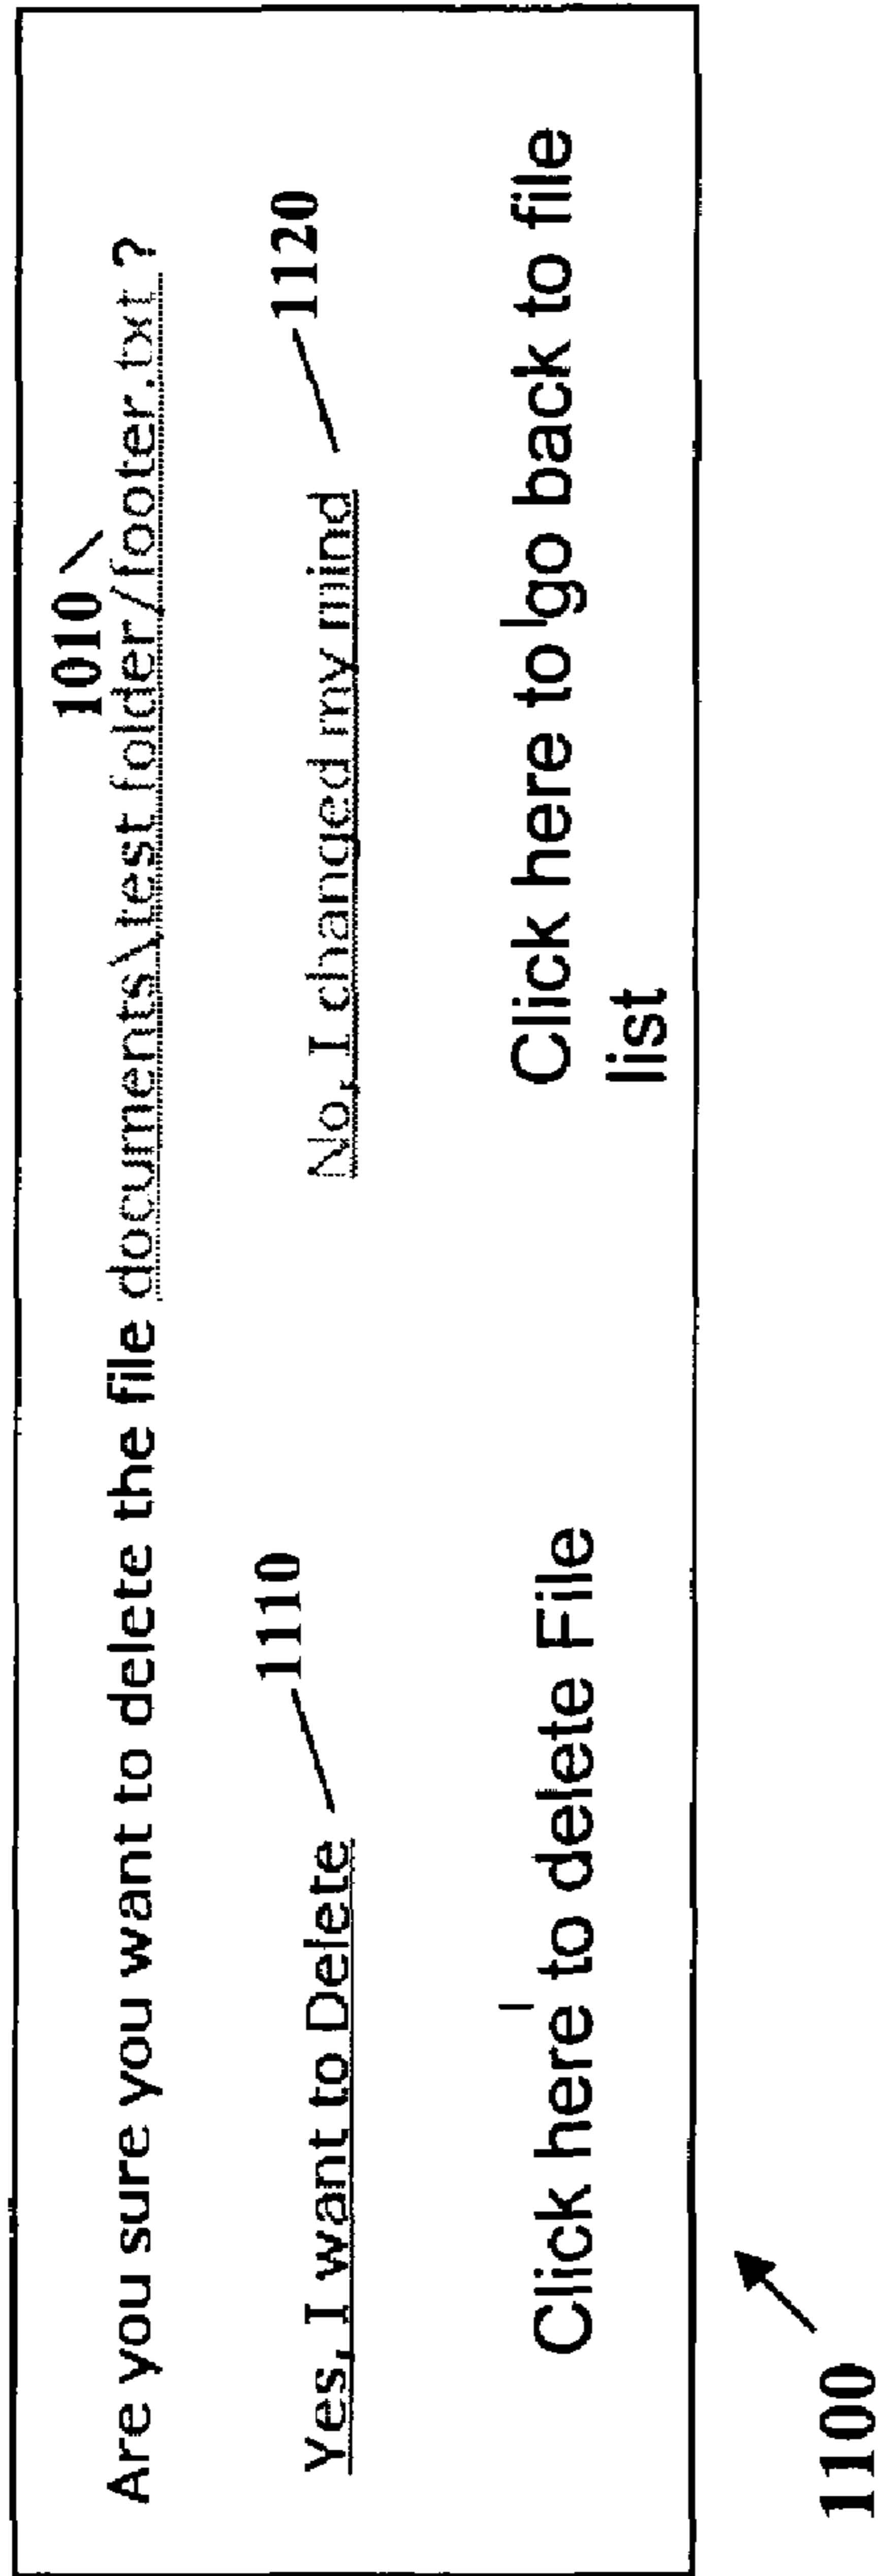 1010
Are you sure you want to delete the file documents\test folder/footer.txt ?
1110
1120
Yes, I want to Delete
No, I changed my mind
Click here to delete File
Click here to go back to file
list
1100